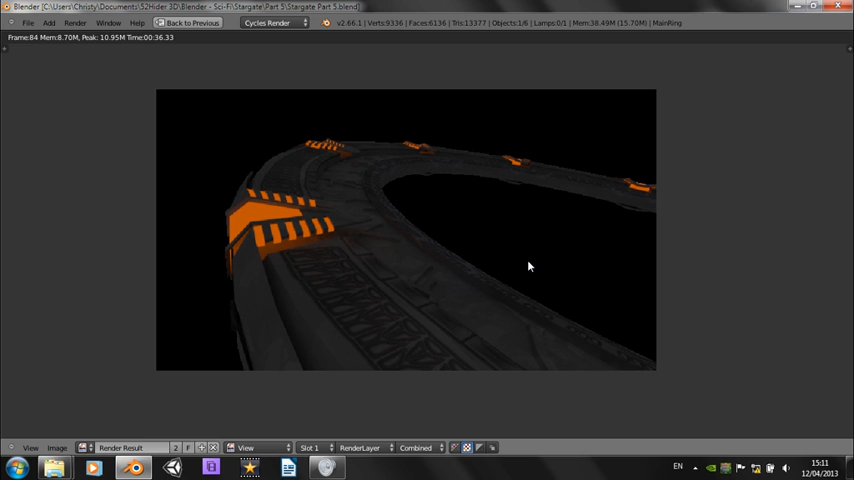 Blender [C:\Users\Christy\Documents\52Hider 3D\Blender - Sci-Fi\Stargate\Part 5\Stargate Part 5.blend]
File Add Render Window Help Back to Previous Cycles Render v2.66.1 | Verts:9336 | Faces:6136 | Tris:13377 | Objects:1/6 | Lamps:0/1 | Mem:38.49M (15.70M) | MainRing
Frame:84 Mem:8.70M, Peak: 10.95M Time:00:36.33
View Image Render Result 2 F View Slot 1 RenderLayer Combined
EN 15:11
12/04/2013